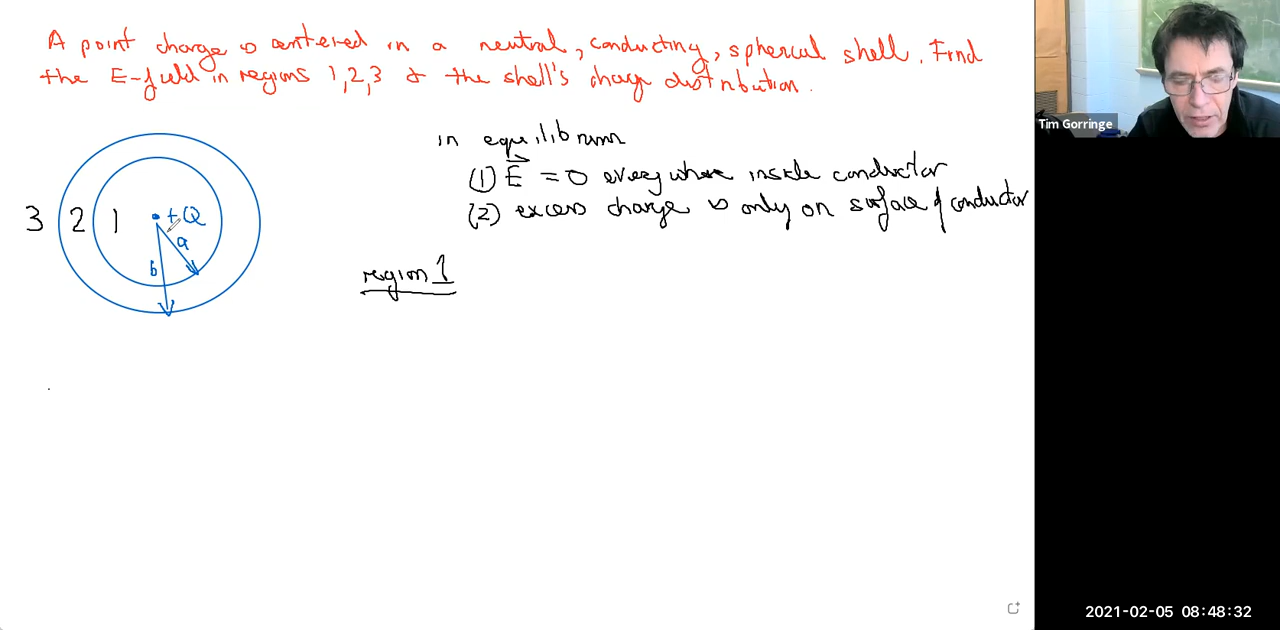 A point charge is centered in a neutral, conducting, spherical shell. Find
the E-field in regions 1,2,3 & the shell's charge distribution.
in equilibrium
(1) E = 0 everywhere inside conductor
(2) excess charge is only on surface of conductor
3 2 1 +Q
a
b
region 1
Tim Gorringe
2021-02-05 08:48:32